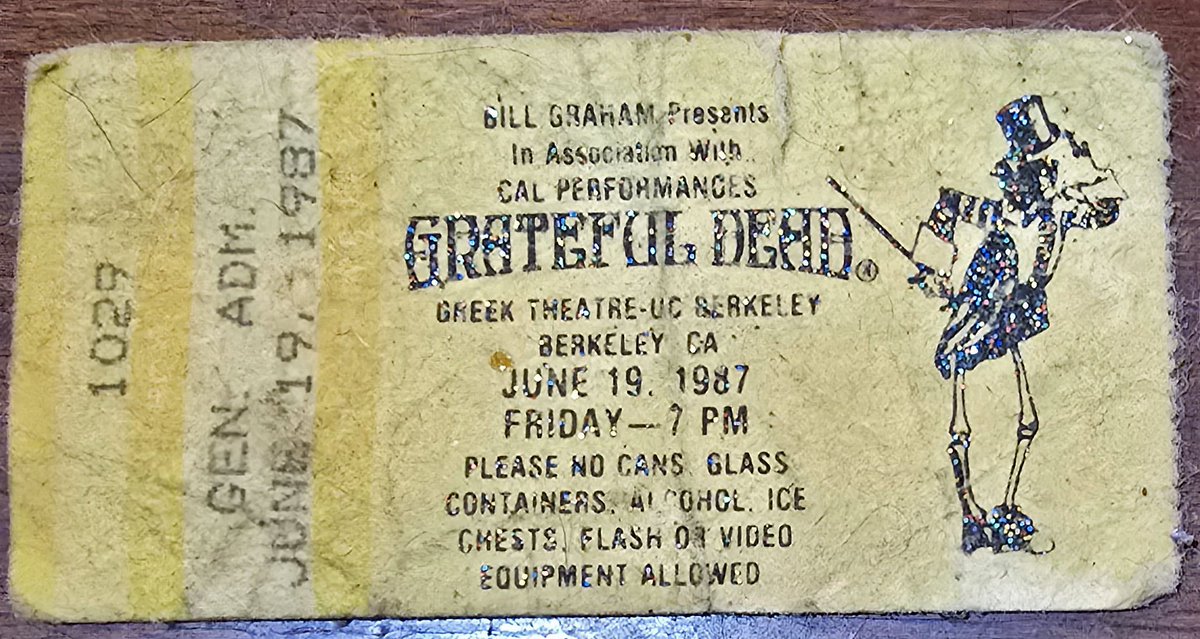 1029
GEN. ADM.
JUNE 19, 1987
BILL GRAHAM Presents
In Association With
CAL PERFORMANCES
GRATEFUL DEAD®
GREEK THEATRE-UC BERKELEY
BERKELEY CA
JUNE 19, 1987
FRIDAY—7 PM
PLEASE NO CANS, GLASS
CONTAINERS, ALCOHOL, ICE
CHESTS, FLASH OR VIDEO
EQUIPMENT ALLOWED